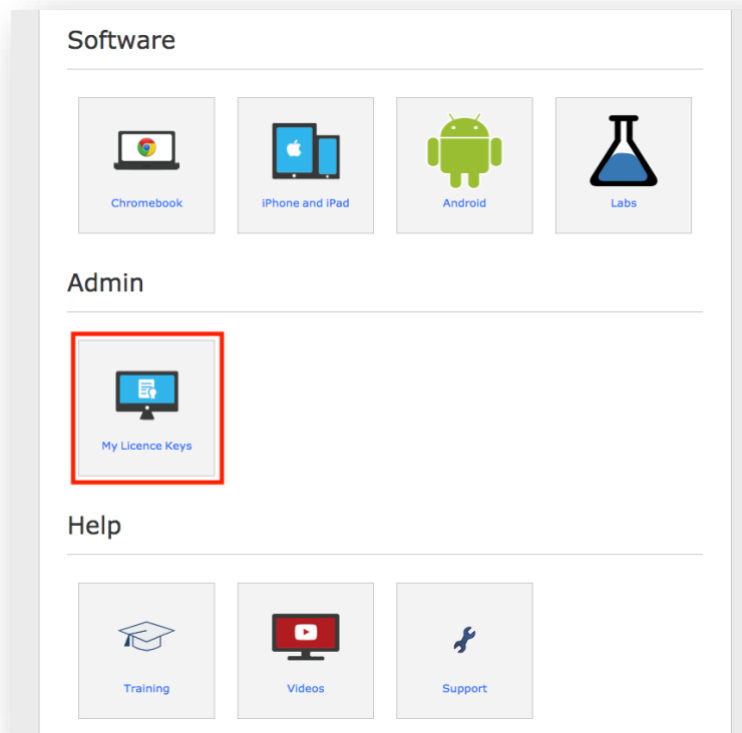 Software
Chromebook
iPhone and iPad
Android
Labs
Admin
My Licence Keys
Help
Training
Videos
Support